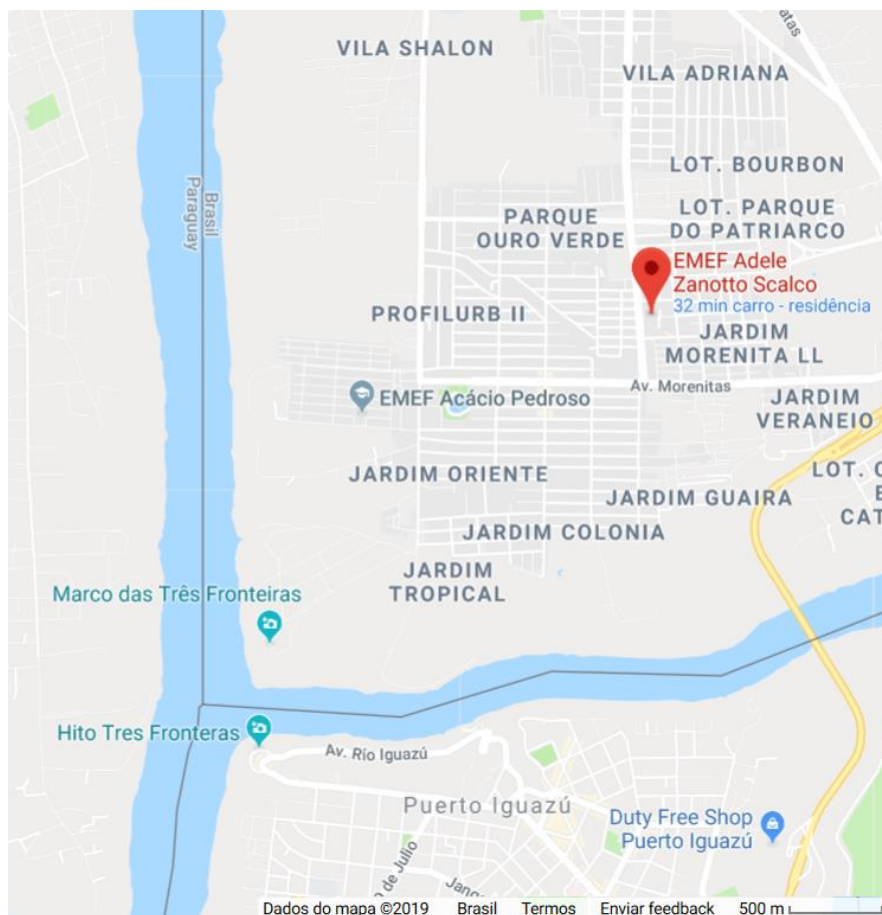 VILA SHALON
VILA ADRIANA
LOT. BOURBON
Brasil
Paraguay
LOT. PARQUE
DO PATRIARCO
PARQUE
OURO VERDE
EMEF Adele
Zanotto Scalco
32 min carro - residência
PROFILURB II
JARDIM
MORENITA LL
Av. Morenitas
EMEF Acácio Pedroso
JARDIM
VERANEIO
JARDIM ORIENTE
LOT.
JARDIM GUAIRA
CAT
JARDIM COLONIA
JARDIM
TROPICAL
Marco das Três Fronteiras
Hito Tres Fronteras
Av. Río Iguazú
Puerto Iguazú
Duty Free Shop
Puerto Iguazú
de Julio
Dados do mapa ©2019 Brasil Termos Enviar feedback 500 m